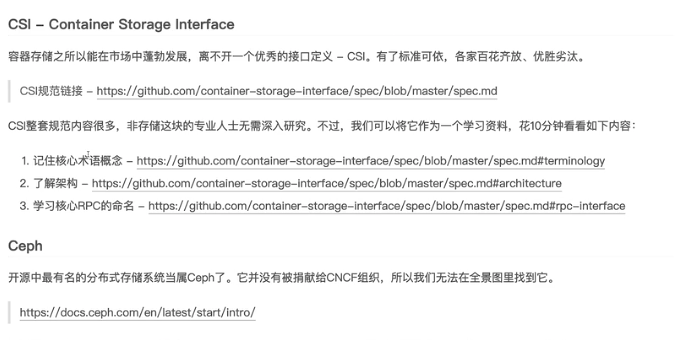 CSI – Container Storage Interface
容器存储之所以能在市场中蓬勃发展，离不开一个优秀的接口定义 – CSI。有了标准可依，各家百花齐放、优胜劣汰。
CSI规范链接 – https://github.com/container-storage-interface/spec/blob/master/spec.md
CSI整套规范内容很多，非存储这块的专业人士无需深入研究。不过，我们可以将它作为一个学习资料，花10分钟看看如下内容：
1. 记住核心术语概念 – https://github.com/container-storage-interface/spec/blob/master/spec.md#terminology
2. 了解架构 – https://github.com/container-storage-interface/spec/blob/master/spec.md#architecture
3. 学习核心RPC的命名 – https://github.com/container-storage-interface/spec/blob/master/spec.md#rpc-interface
Ceph
开源中最有名的分布式存储系统当属Ceph了。它并没有被捐献给CNCF组织，所以我们无法在全景图里找到它。
https://docs.ceph.com/en/latest/start/intro/